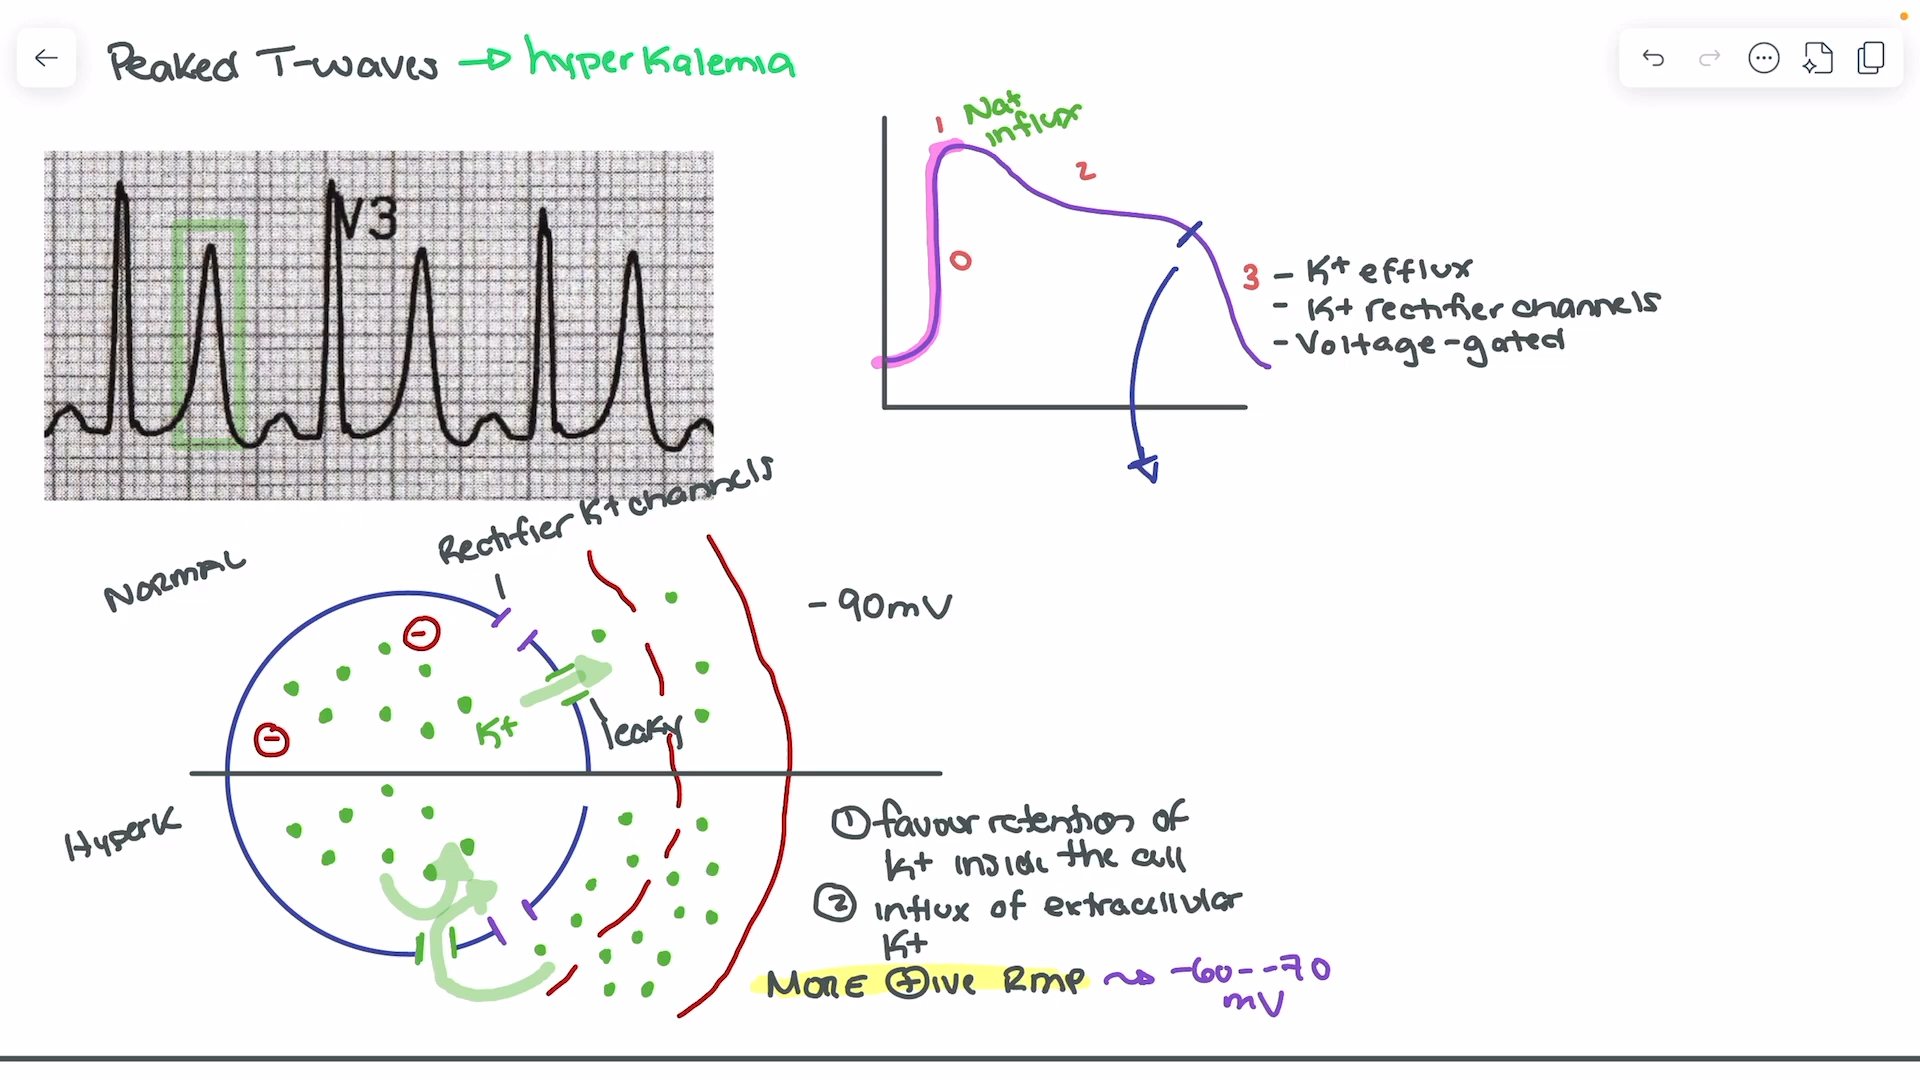 Peaked T-waves → hyperkalemia
V3
1
Na+
influx
2
0
3
- K+ efflux
- K+ rectifier channels
- Voltage-gated
Rectifier K+ channels
NORMAL
- 90mV
K+
leaky
HyperK
① favour retention of
K+ inside the cell
② influx of extracellular
K+
MORE ⊕ive Rmp ~> -60--70
mV